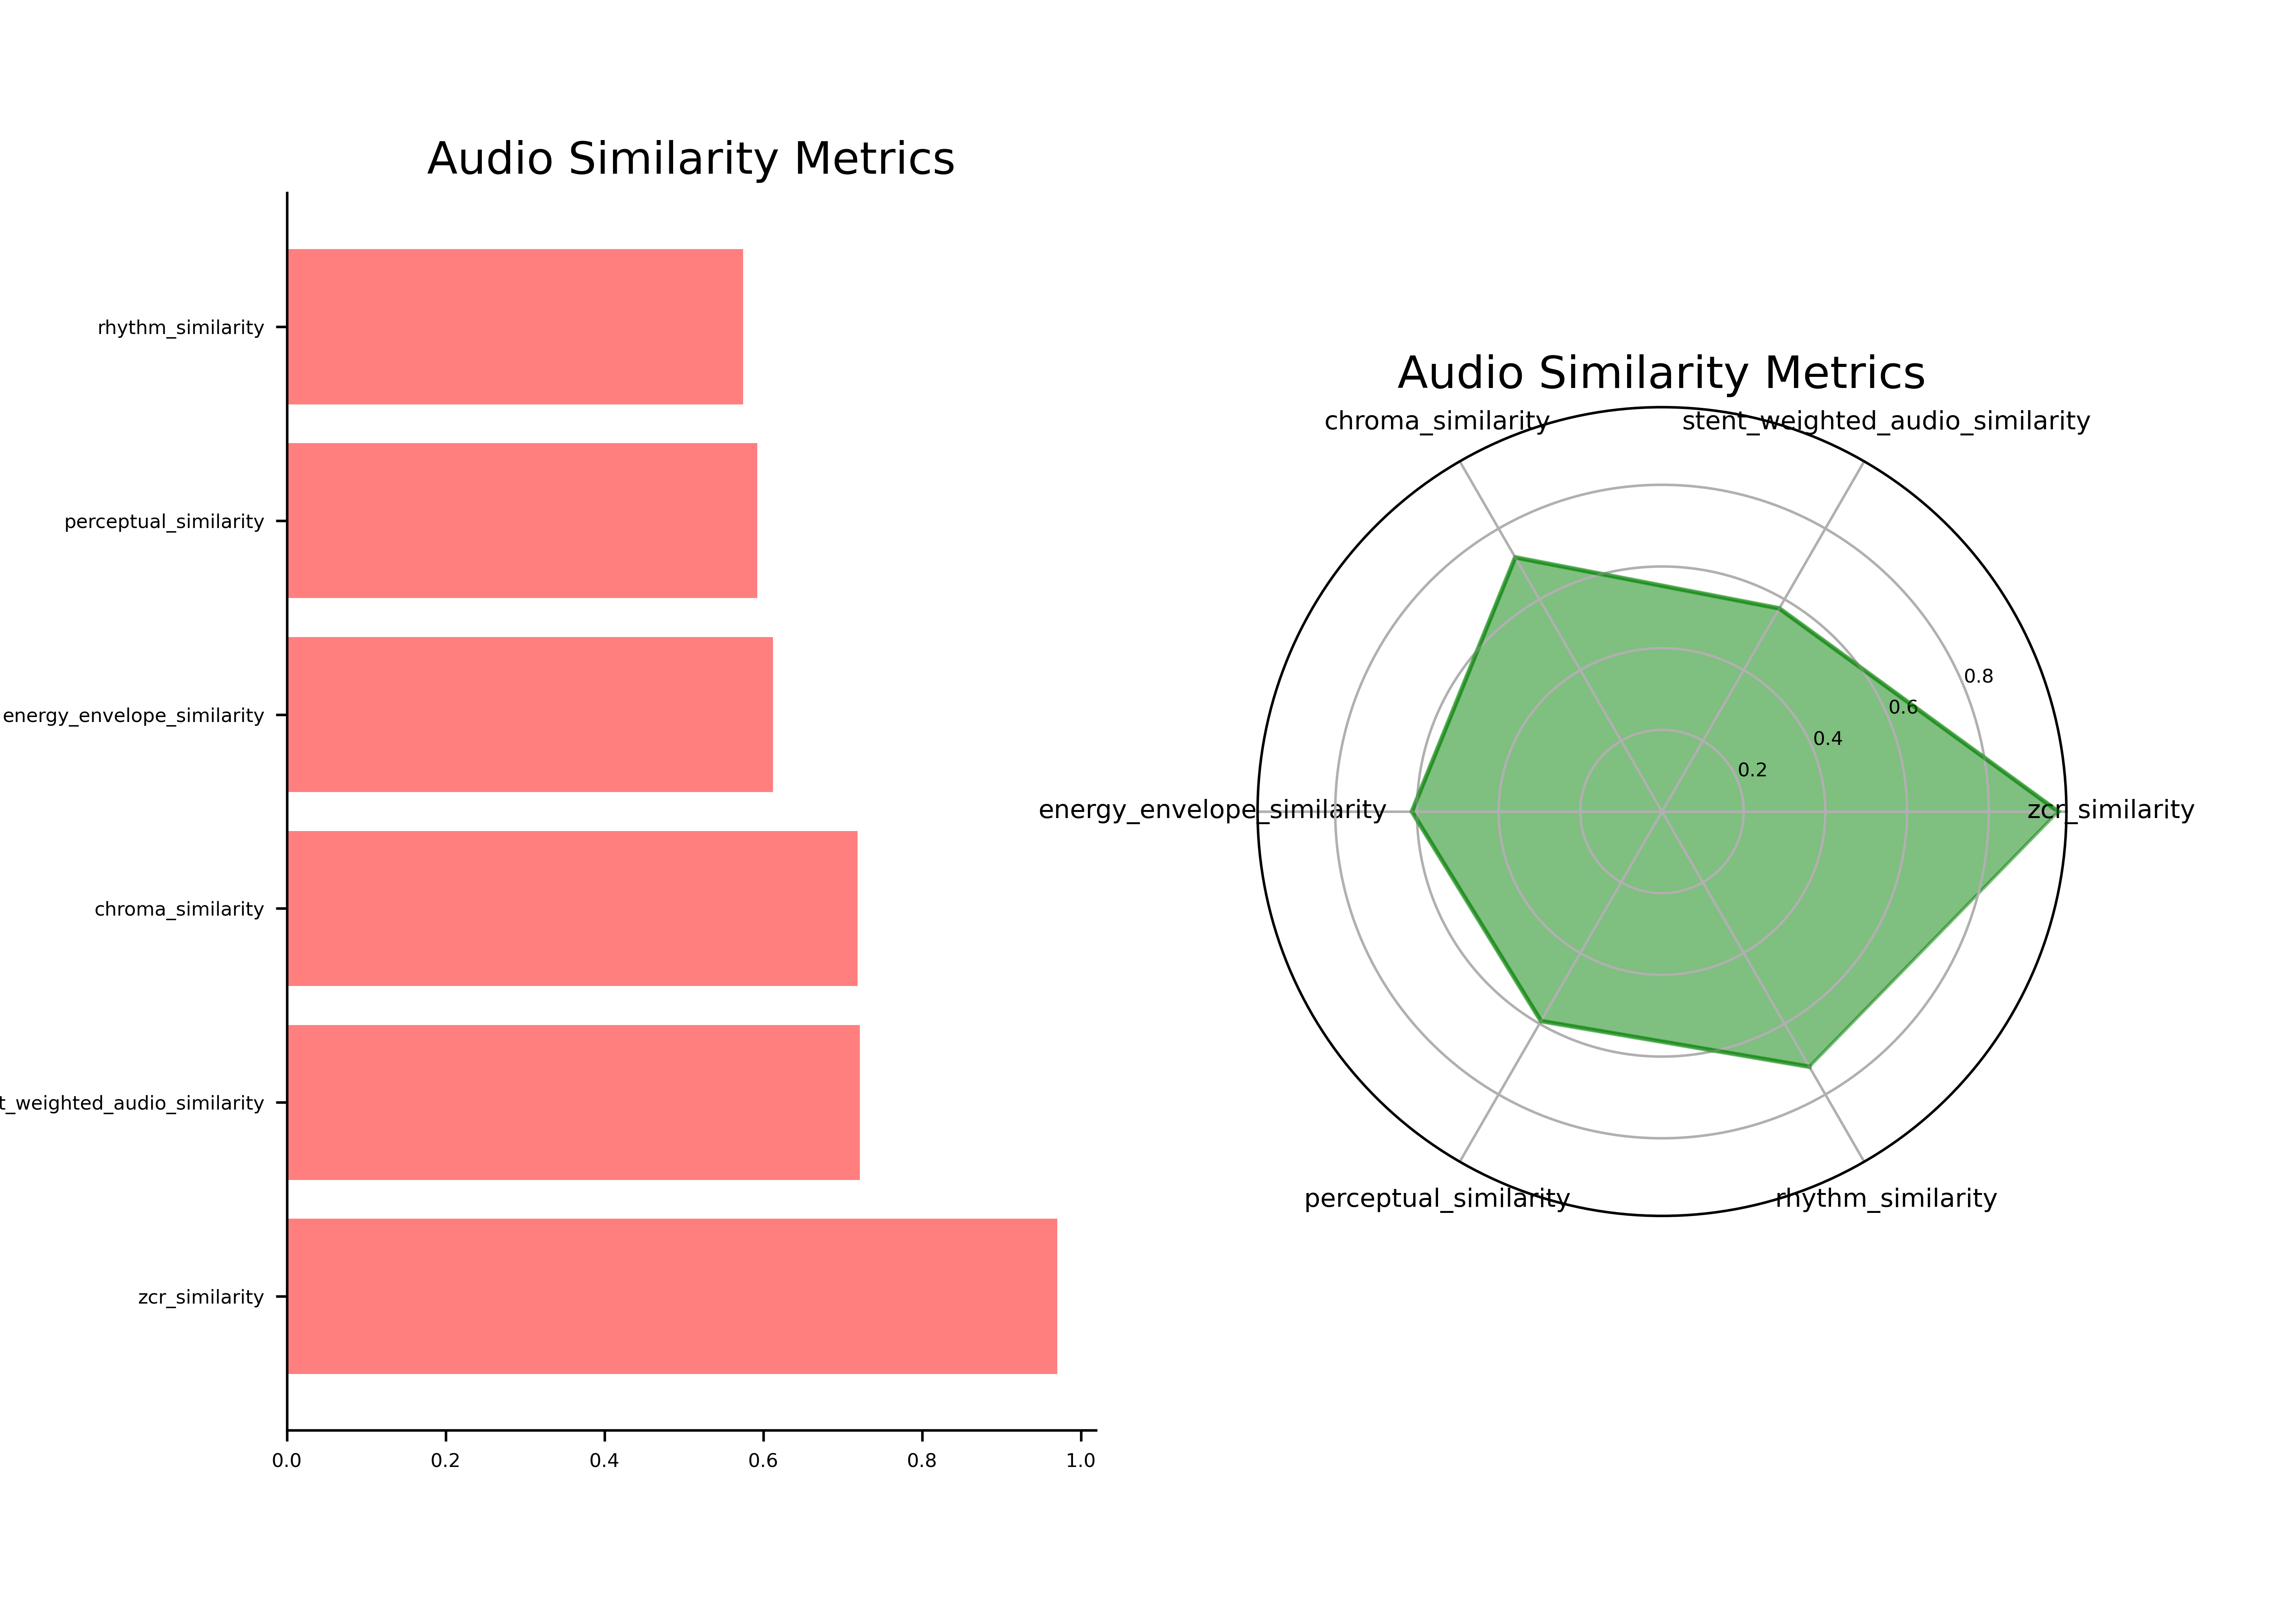 Audio Similarity Metrics
rhythm_similarity
perceptual_similarity
energy_envelope_similarity
chroma_similarity
t_weighted_audio_similarity
zcr_similarity
0.0 0.2 0.4 0.6 0.8 1.0
Audio Similarity Metrics
chroma_similarity stent_weighted_audio_similarity
0.8
0.6
0.4
0.2
energy_envelope_similarity zcr_similarity
perceptual_similarity rhythm_similarity